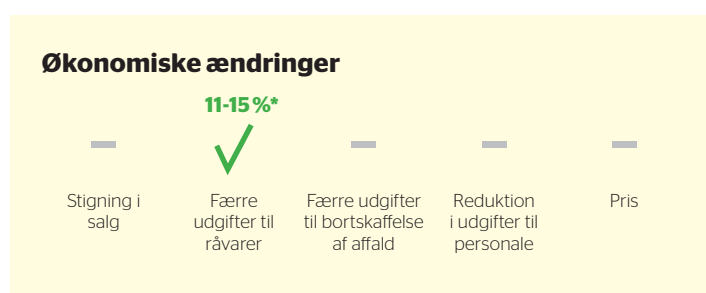 Økonomiske ændringer
11-15 %*
Stigning i
salg
Færre
udgifter til
råvarer
Færre udgifter
til bortskaffelse
af affald
Reduktion
i udgifter til
personale
Pris